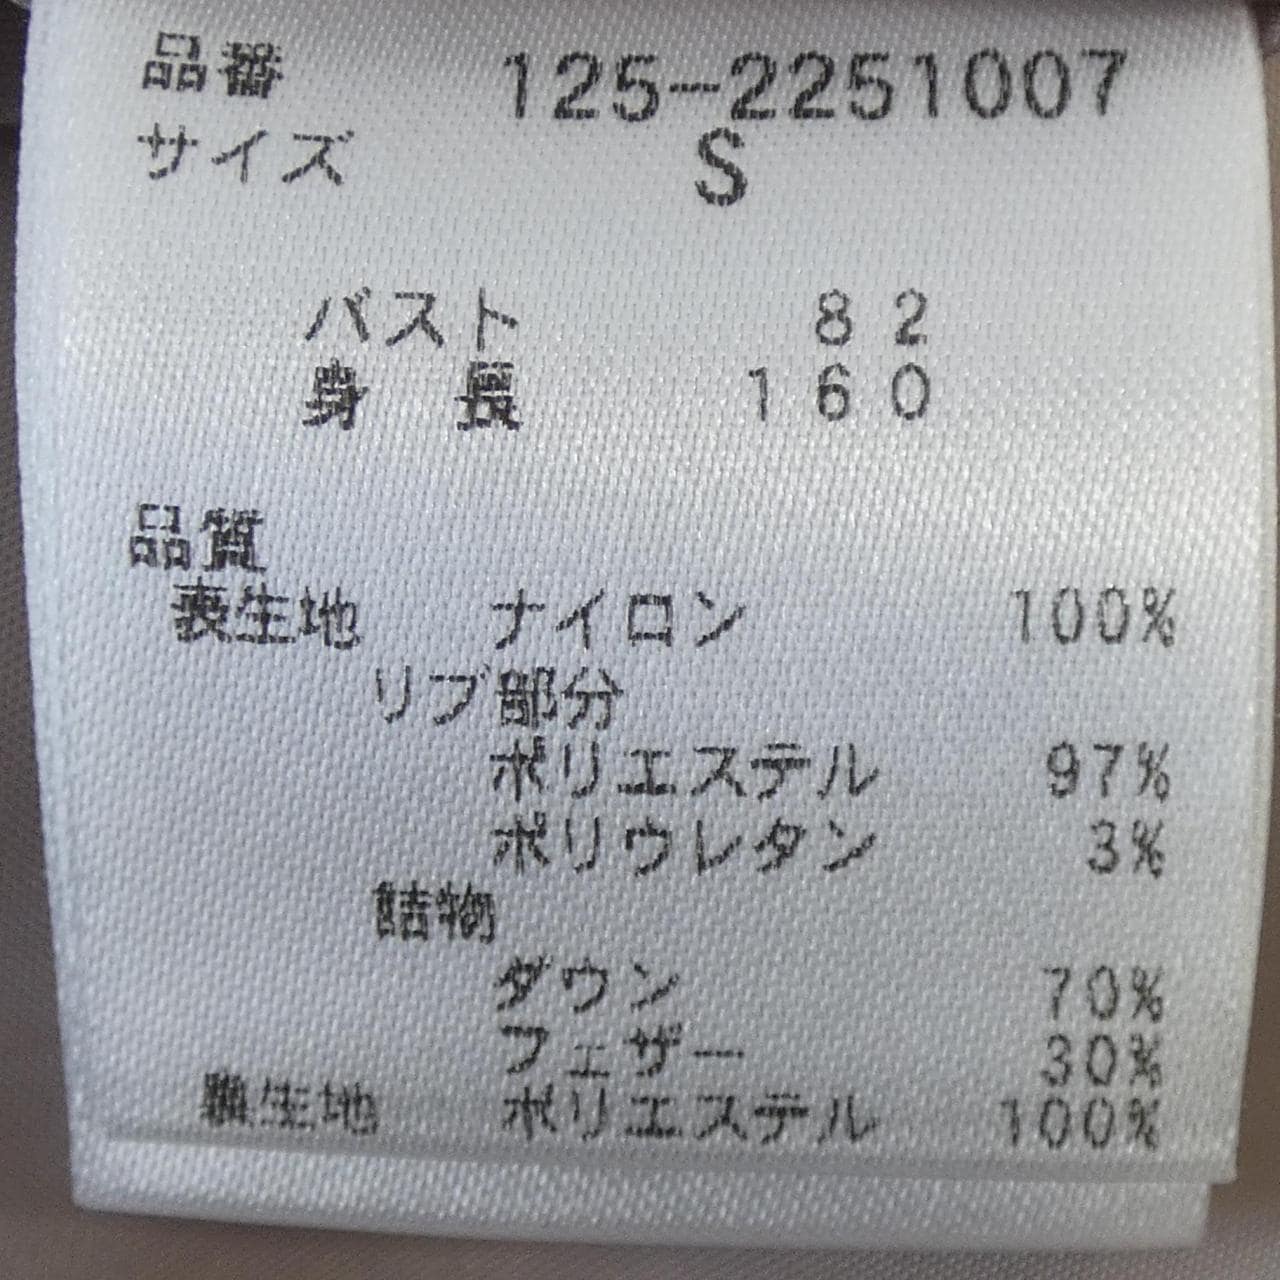 品番 125-2251007
サイズ S
バスト 82
身長 160
品質
表生地 ナイロン 100%
リブ部分
ポリエステル 97%
ポリウレタン 3%
詰物
ダウン 70%
フェザー 30%
裏生地 ポリエステル 100%